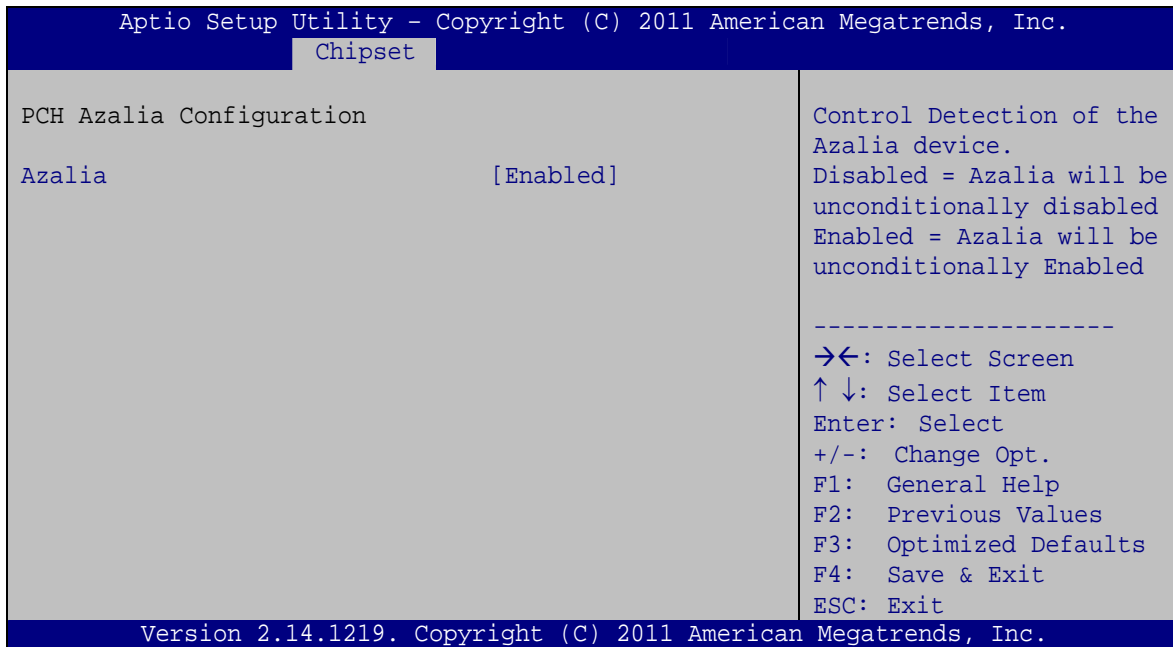 Aptio Setup Utility – Copyright (C) 2011 American Megatrends, Inc.
Chipset
PCH Azalia Configuration
Azalia [Enabled]
Control Detection of the
Azalia device.
Disabled = Azalia will be
unconditionally disabled
Enabled = Azalia will be
unconditionally Enabled
---------------------
→←: Select Screen
↑ ↓: Select Item
Enter: Select
+/-: Change Opt.
F1: General Help
F2: Previous Values
F3: Optimized Defaults
F4: Save & Exit
ESC: Exit
Version 2.14.1219. Copyright (C) 2011 American Megatrends, Inc.